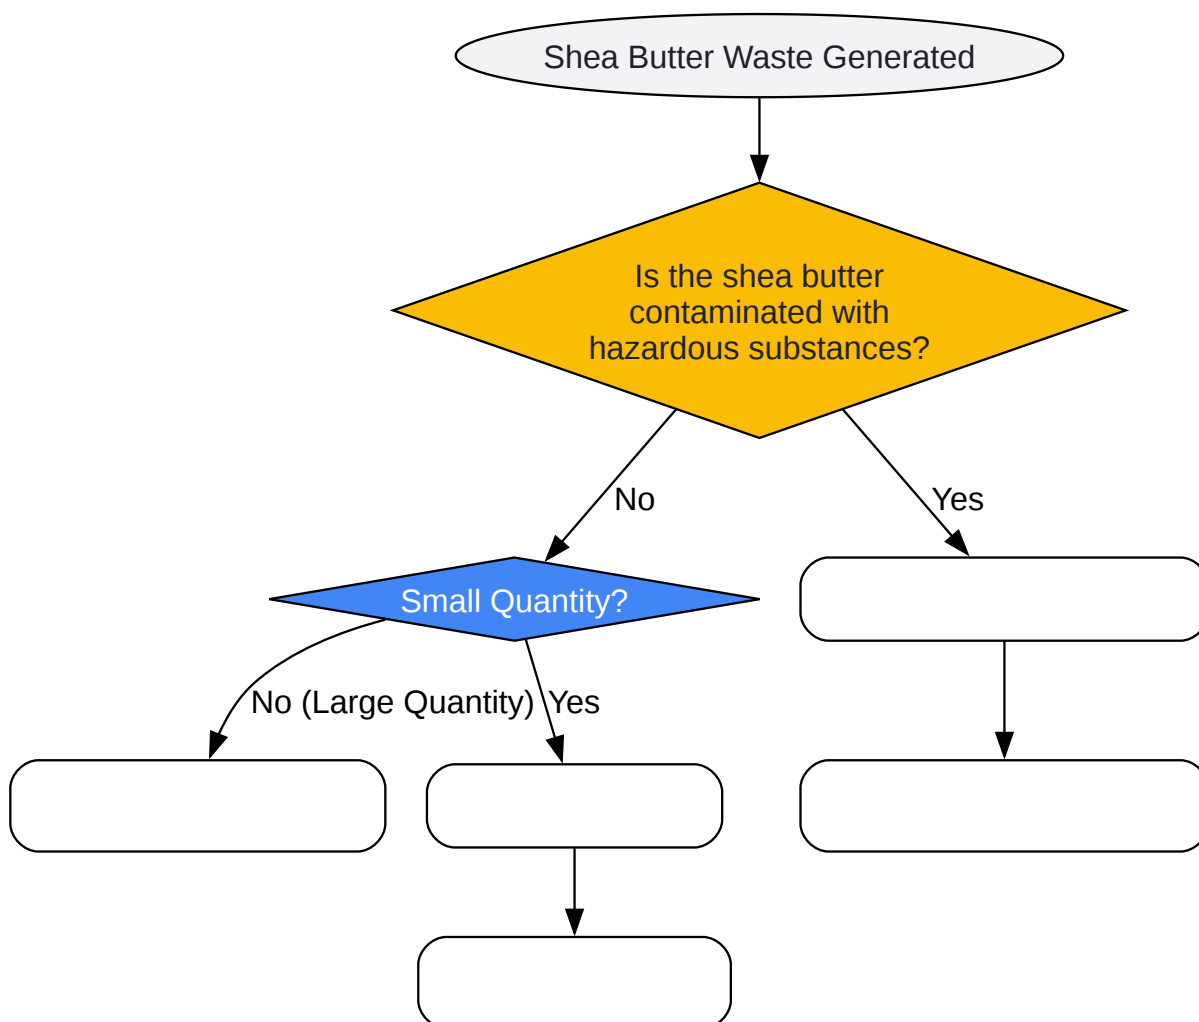 Shea Butter Waste Generated
Is the shea butter
contaminated with
hazardous substances?
No
Yes
Small Quantity?
No (Large Quantity)
Yes